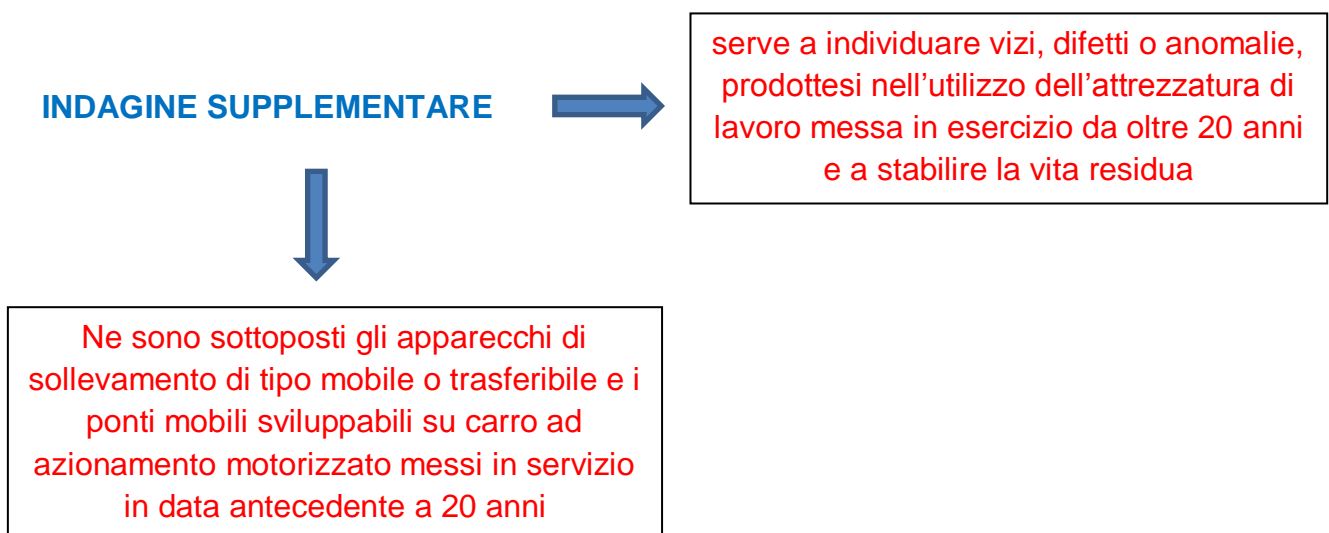 INDAGINE SUPPLEMENTARE
serve a individuare vizi, difetti o anomalie,
prodottesi nell’utilizzo dell’attrezzatura di
lavoro messa in esercizio da oltre 20 anni
e a stabilire la vita residua
Ne sono sottoposti gli apparecchi di
sollevamento di tipo mobile o trasferibile e i
ponti mobili sviluppabili su carro ad
azionamento motorizzato messi in servizio
in data antecedente a 20 anni